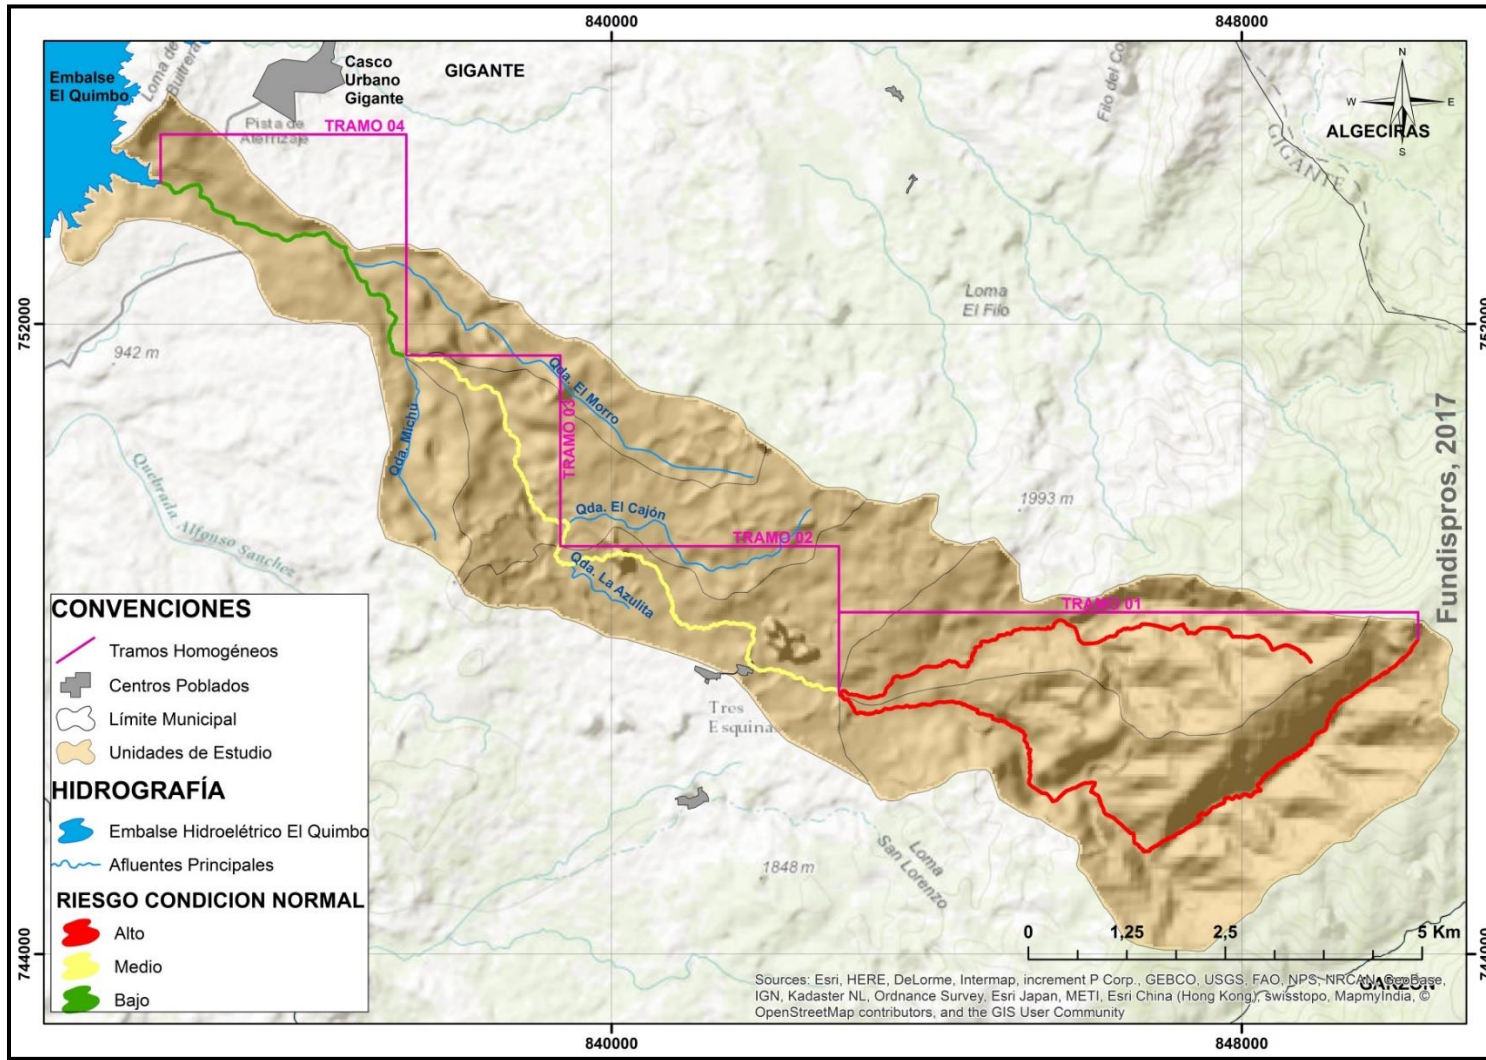 840000
848000
Embalse
El Quimbo
Loma de
Buitrera
Casco
Urbano
Gigante
GIGANTE
Pista de
Aterrizaje
TRAMO 04
Filo del Co
N
W
E
S
ALGECIRAS
GIGANTE
752000
752000
942 m
Loma
El Filo
Qda. El Morro
TRAMO 03
Qda. Michú
Quebrada Alfonso Sanchez
Qda. El Cajón
1993 m
TRAMO 02
Qda. La Azulita
TRAMO 01
Fundispros, 2017
Tres
Esquinas
Loma
San Lorenzo
1848 m
CONVENCIONES
Tramos Homogéneos
Centros Poblados
Límite Municipal
Unidades de Estudio
HIDROGRAFÍA
Embalse Hidroelétrico El Quimbo
Afluentes Principales
RIESGO CONDICION NORMAL
Alto
Medio
Bajo
0
1,25
2,5
5 Km
744000
744000
GARZÓN
Sources: Esri, HERE, DeLorme, Intermap, increment P Corp., GEBCO, USGS, FAO, NPS, NRCAN, GeoBase,
IGN, Kadaster NL, Ordnance Survey, Esri Japan, METI, Esri China (Hong Kong), swisstopo, MapmyIndia, ©
OpenStreetMap contributors, and the GIS User Community
840000
848000